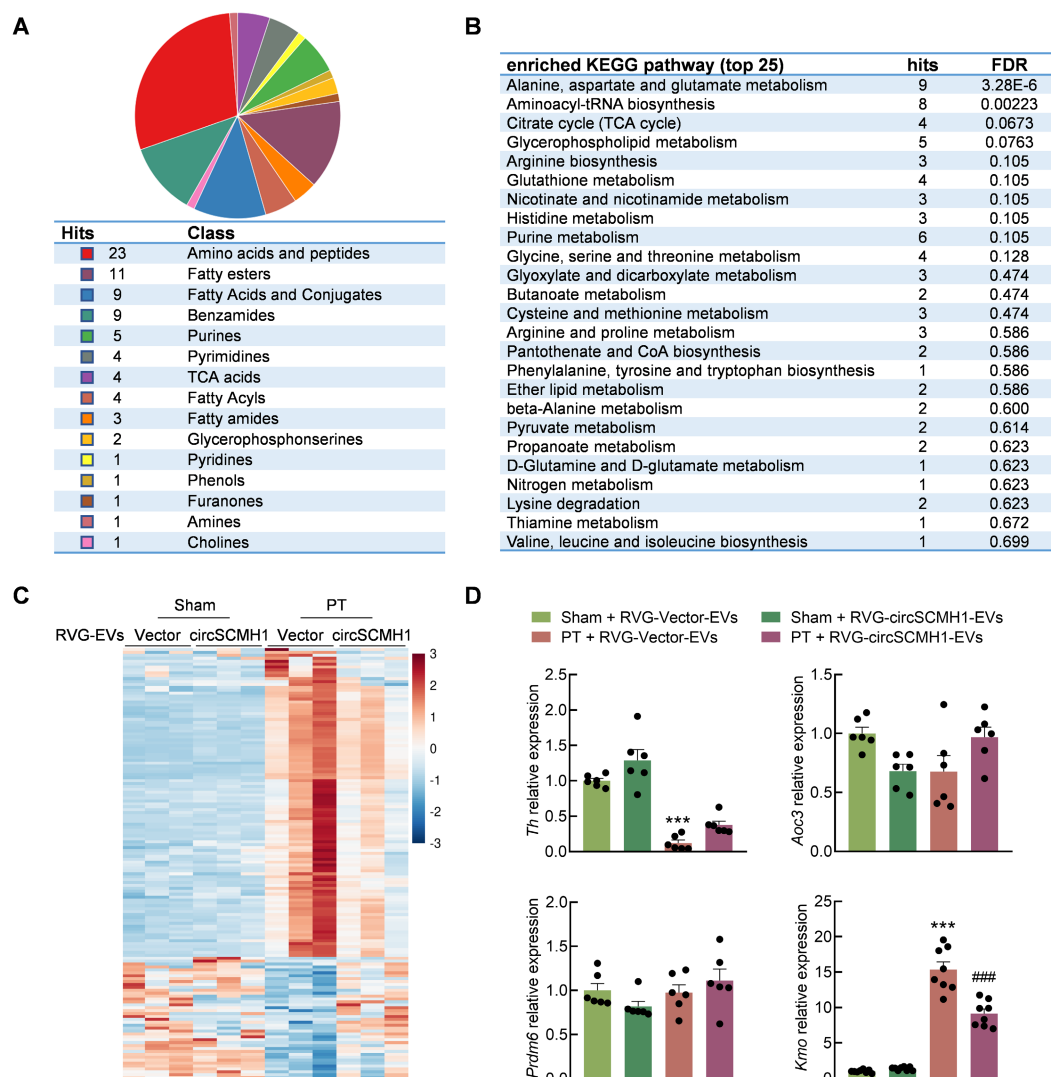 A
Hits Class
23 Amino acids and peptides
11 Fatty esters
9 Fatty Acids and Conjugates
9 Benzamides
5 Purines
4 Pyrimidines
4 TCA acids
4 Fatty Acyls
3 Fatty amides
2 Glycerophosphonserines
1 Pyridines
1 Phenols
1 Furanones
1 Amines
1 Cholines
B
enriched KEGG pathway (top 25) hits FDR
Alanine, aspartate and glutamate metabolism 9 3.28E-6
Aminoacyl-tRNA biosynthesis 8 0.00223
Citrate cycle (TCA cycle) 4 0.0673
Glycerophospholipid metabolism 5 0.0763
Arginine biosynthesis 3 0.105
Glutathione metabolism 4 0.105
Nicotinate and nicotinamide metabolism 3 0.105
Histidine metabolism 3 0.105
Purine metabolism 6 0.105
Glycine, serine and threonine metabolism 4 0.128
Glyoxylate and dicarboxylate metabolism 3 0.474
Butanoate metabolism 2 0.474
Cysteine and methionine metabolism 3 0.474
Arginine and proline metabolism 3 0.586
Pantothenate and CoA biosynthesis 2 0.586
Phenylalanine, tyrosine and tryptophan biosynthesis 1 0.586
Ether lipid metabolism 2 0.586
beta-Alanine metabolism 2 0.600
Pyruvate metabolism 2 0.614
Propanoate metabolism 2 0.623
D-Glutamine and D-glutamate metabolism 1 0.623
Nitrogen metabolism 1 0.623
Lysine degradation 2 0.623
Thiamine metabolism 1 0.672
Valine, leucine and isoleucine biosynthesis 1 0.699
C
Sham PT
RVG-EVs Vector circSCMH1 Vector circSCMH1
3
2
1
0
-1
-2
-3
D
Sham + RVG-Vector-EVs Sham + RVG-circSCMH1-EVs
PT + RVG-Vector-EVs PT + RVG-circSCMH1-EVs
Th relative expression
2.5
2.0
1.5
1.0
0.5
0.0
***
Aoc3 relative expression
1.5
1.0
0.5
0.0
Prdm6 relative expression
2.0
1.5
1.0
0.5
0.0
Kmo relative expression
25
20
15
10
5
***
###